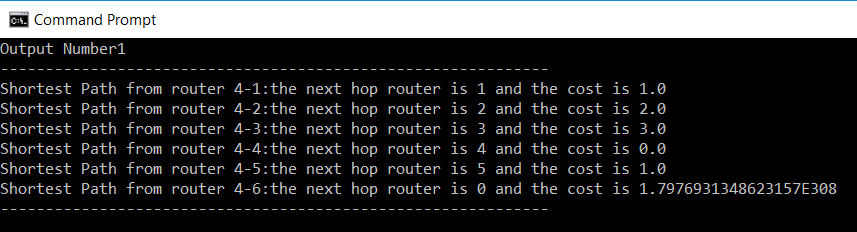 Command Prompt
Output Number1
-------------------------------------------------------------
Shortest Path from router 4-1:the next hop router is 1 and the cost is 1.0
Shortest Path from router 4-2:the next hop router is 2 and the cost is 2.0
Shortest Path from router 4-3:the next hop router is 3 and the cost is 3.0
Shortest Path from router 4-4:the next hop router is 4 and the cost is 0.0
Shortest Path from router 4-5:the next hop router is 5 and the cost is 1.0
Shortest Path from router 4-6:the next hop router is 0 and the cost is 1.7976931348623157E308
-------------------------------------------------------------